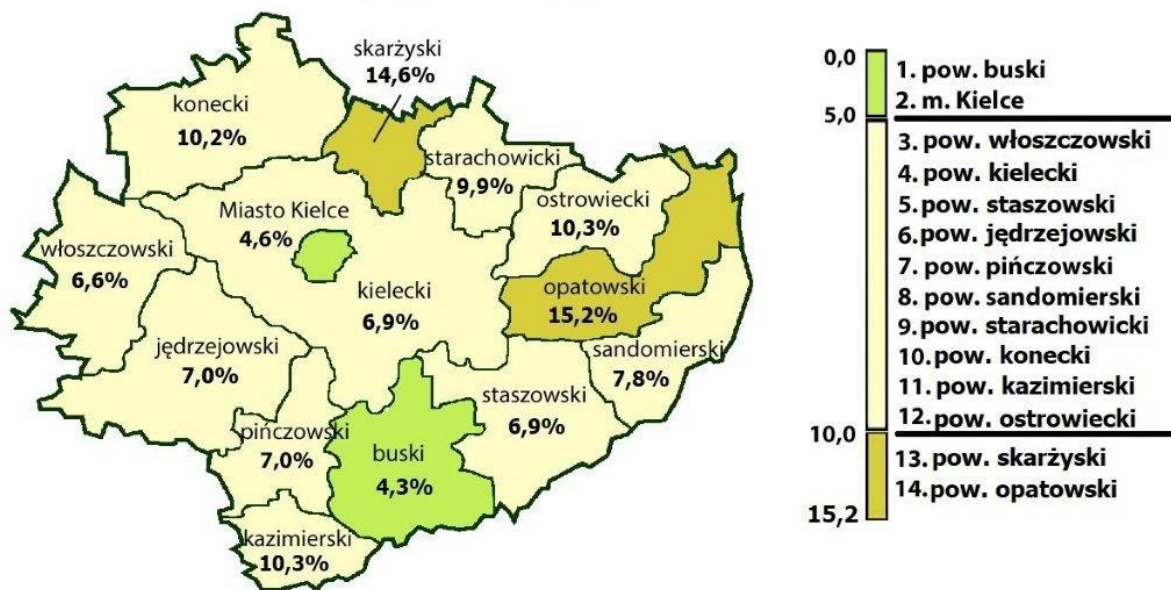 skarżyski
14,6%
konecki
10,2%
starachowicki
9,9%
ostrowiecki
10,3%
Miasto Kielce
4,6%
włoszczowski
6,6%
kielecki
6,9%
opatowski
15,2%
jędrzejowski
7,0%
sandomierski
7,8%
staszowski
6,9%
pińczowski
7,0%
buski
4,3%
kazimierski
10,3%
0,0
1. pow. buski
2. m. Kielce
5,0
3. pow. włoszczowski
4. pow. kielecki
5. pow. staszowski
6. pow. jędrzejowski
7. pow. pińczowski
8. pow. sandomierski
9. pow. starachowicki
10. pow. konecki
11. pow. kazimierski
12. pow. ostrowiecki
10,0
13. pow. skarżyski
14. pow. opatowski
15,2